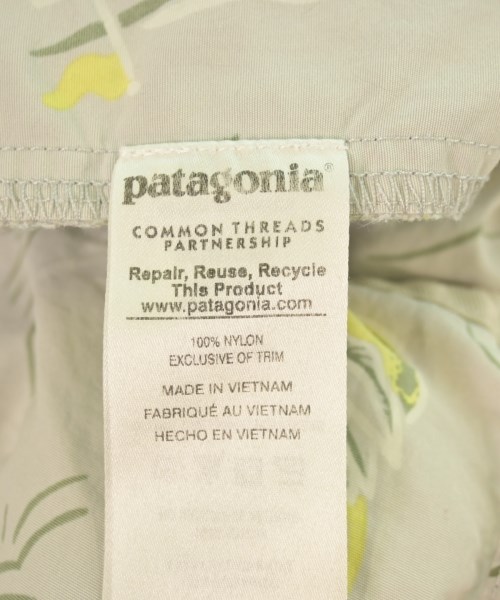 patagonia®
COMMON THREADS
PARTNERSHIP
Repair, Reuse, Recycle
This Product
www.patagonia.com
100% NYLON
EXCLUSIVE OF TRIM
MADE IN VIETNAM
FABRIQUÉ AU VIETNAM
HECHO EN VIETNAM